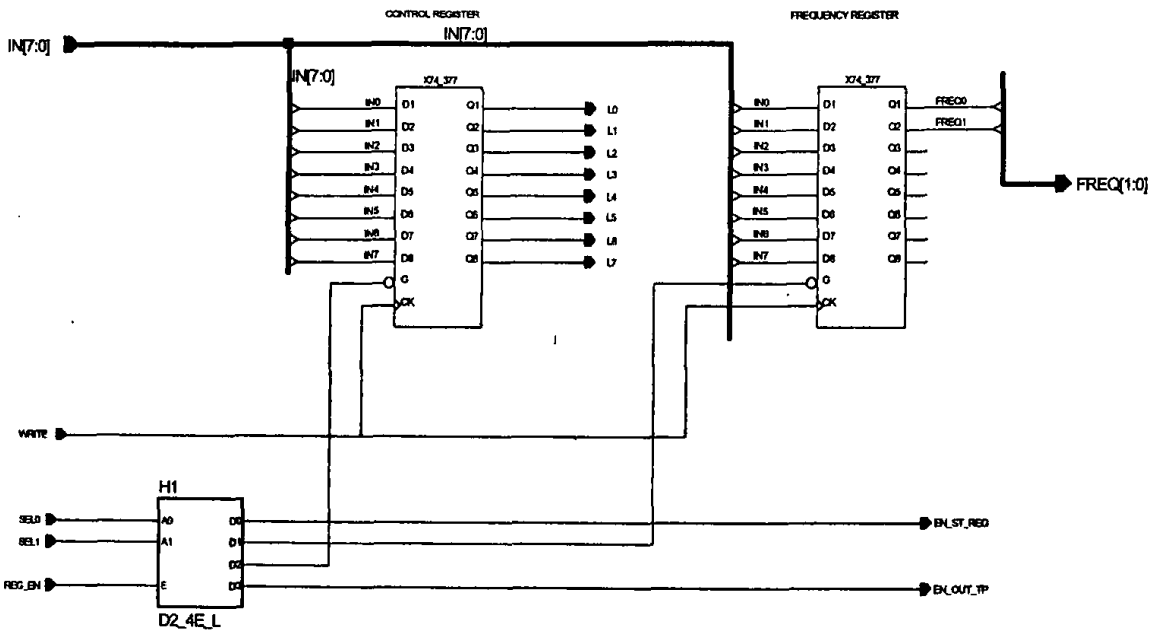 CONTROL REGISTER
FREQUENCY REGISTER
IN[7:0]
IN[7:0]
IN[7:0]
X74_377
X74_377
IN0 D1 Q1 L0
IN1 D2 Q2 L1
IN2 D3 Q3 L2
IN3 D4 Q4 L3
IN4 D5 Q5 L4
IN5 D6 Q6 L5
IN6 D7 Q7 L6
IN7 D8 Q8 L7
G
CK
IN0 D1 Q1 FREQ0
IN1 D2 Q2 FREQ1
IN2 D3 Q3
IN3 D4 Q4
IN4 D5 Q5
IN5 D6 Q6
IN6 D7 Q7
IN7 D8 Q8
G
CK
FREQ[1:0]
WRITE
H1
SEL0 A0 D0 EN_ST_REG
SEL1 A1 D1
D2
REG_EN E D3 EN_OUT_TP
D2_4E_L